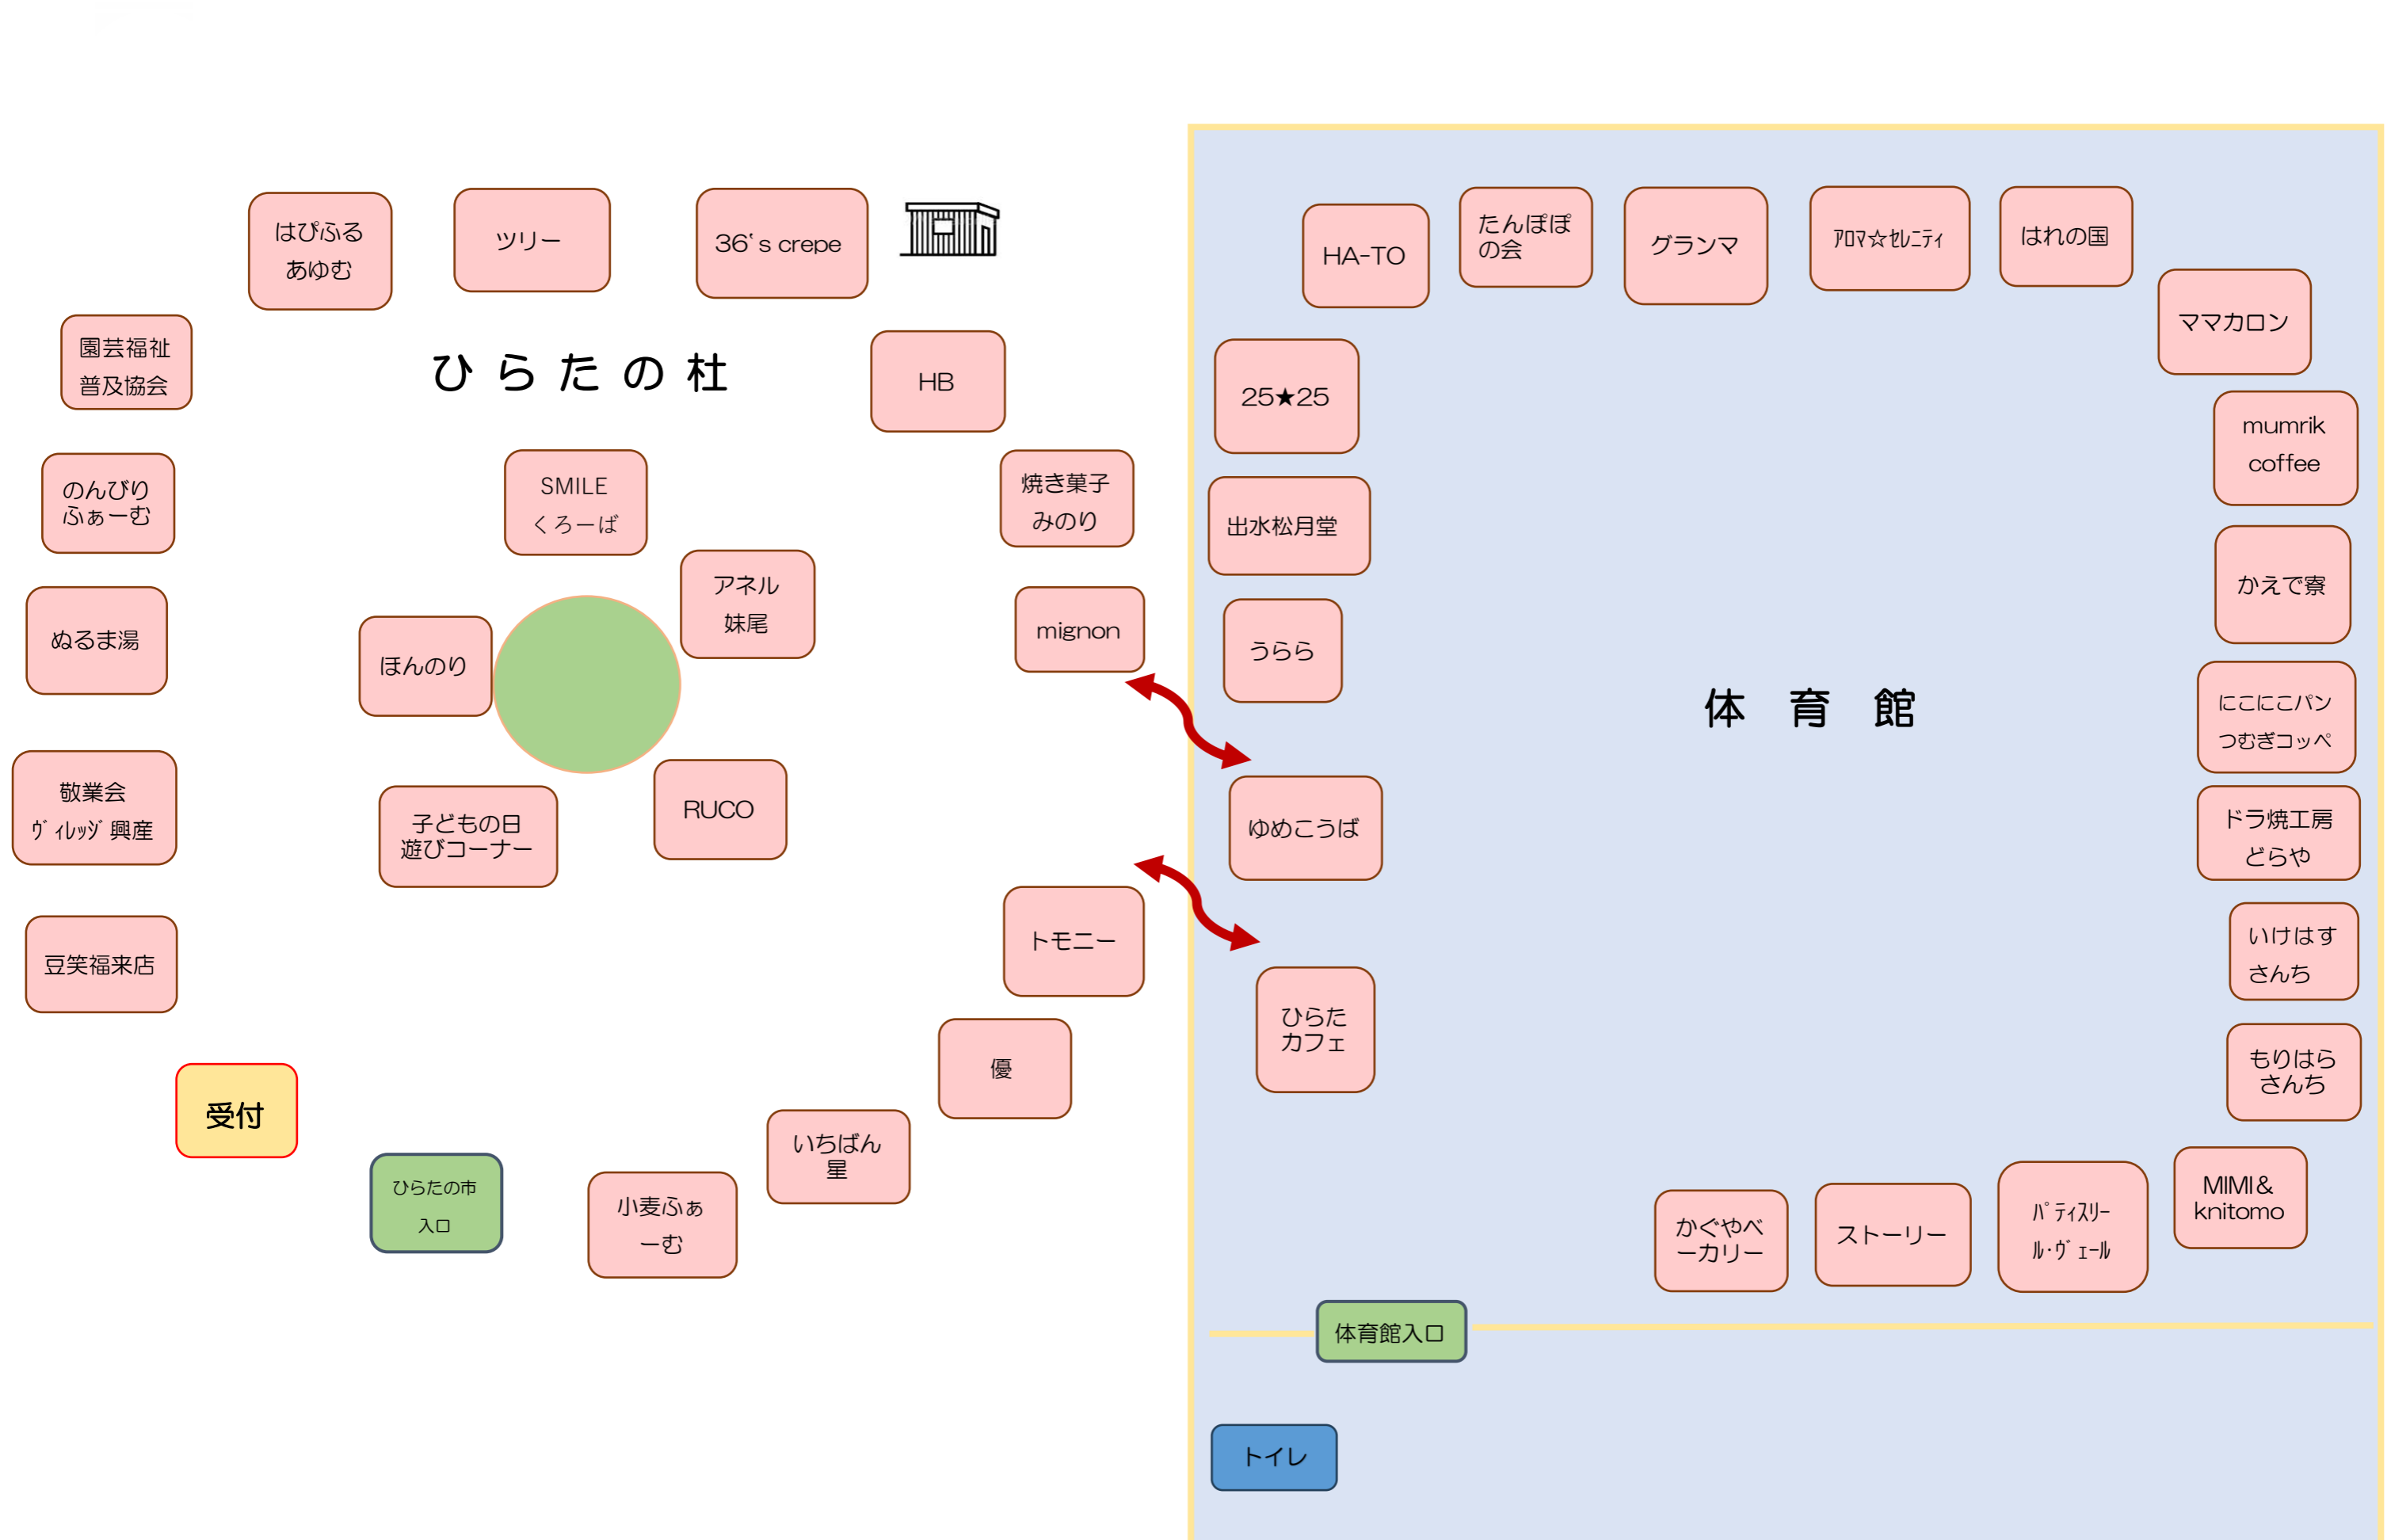 はぴふる
あゆむ
ツリー
36‛s crepe
園芸福祉
普及協会
ひらたの杜
HB
のんびり
ふぁーむ
SMILE
くろーば
焼き菓子
みのり
アネル
妹尾
ぬるま湯
ほんのり
mignon
敬業会
ヴィレッジ興産
子どもの日
遊びコーナー
RUCO
豆笑福来店
トモニー
優
受付
いちばん
星
ひらたの市
入口
小麦ふぁ
ーむ
HA-TO
たんぽぽ
の会
グランマ
アロマ☆セレニティ
はれの国
ママカロン
25★25
mumrik
coffee
出水松月堂
かえで寮
うらら
体育館
にこにこパン
つむぎコッペ
ゆめこうば
ドラ焼工房
どらや
いけはす
さんち
ひらた
カフェ
もりはら
さんち
かぐやベ
ーカリー
ストーリー
パティスリー
ル・ヴェール
MIMI&
knitomo
体育館入口
トイレ